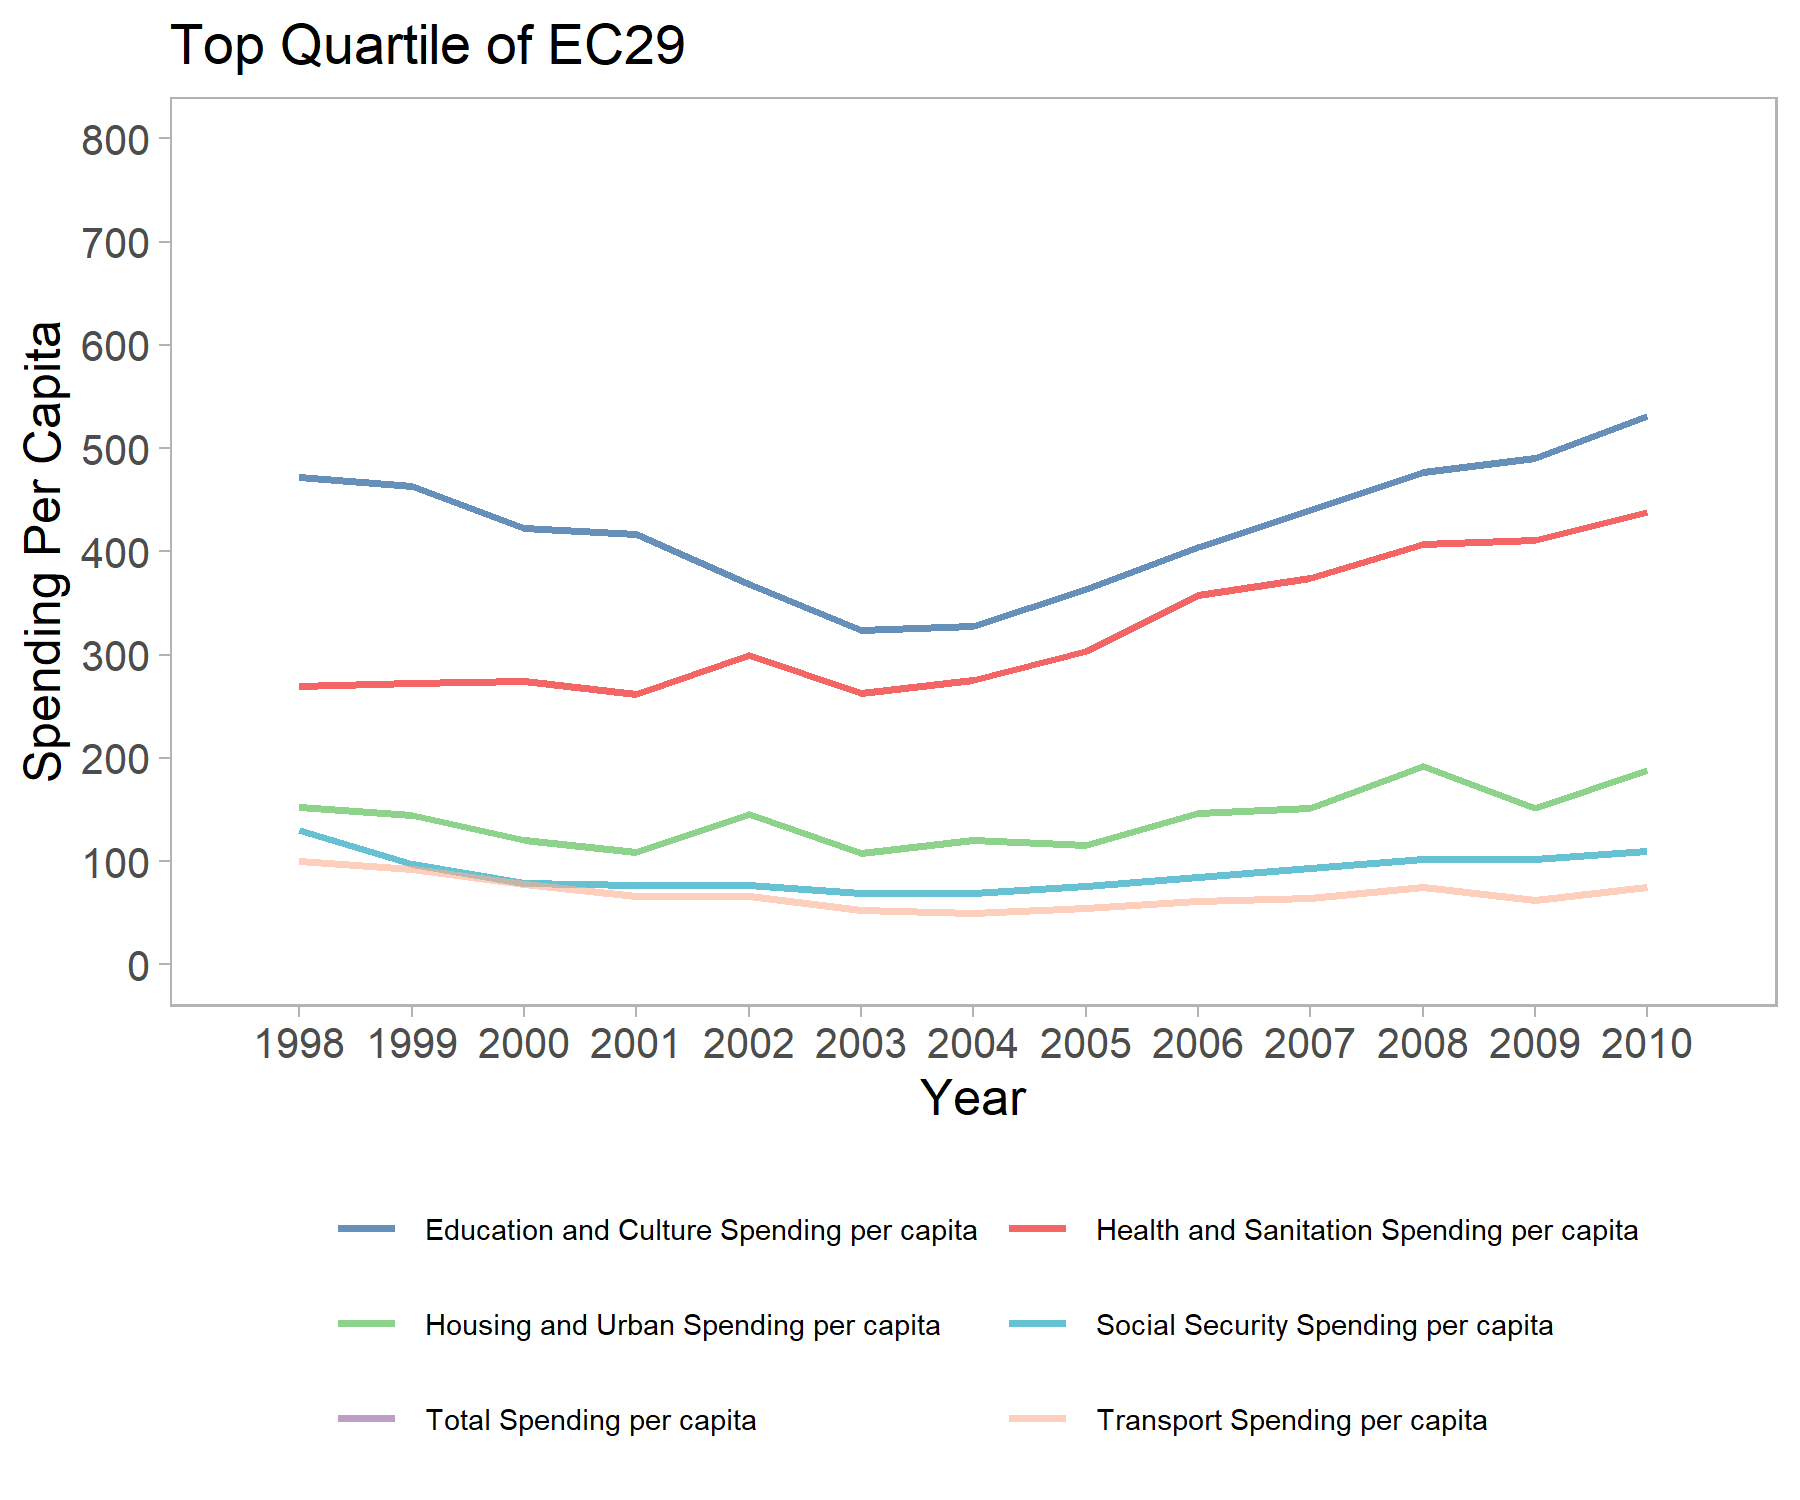 Top Quartile of EC29
Spending Per Capita
800
700
600
500
400
300
200
100
0
1998 1999 2000 2001 2002 2003 2004 2005 2006 2007 2008 2009 2010
Year
Education and Culture Spending per capita Health and Sanitation Spending per capita
Housing and Urban Spending per capita Social Security Spending per capita
Total Spending per capita Transport Spending per capita